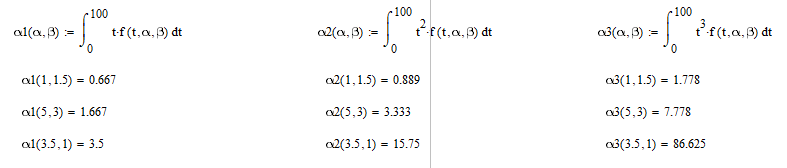 α1(α,β) := ∫₀¹⁰⁰ t·f(t,α,β) dt
α2(α,β) := ∫₀¹⁰⁰ t²·f(t,α,β) dt
α3(α,β) := ∫₀¹⁰⁰ t³·f(t,α,β) dt
α1(1,1.5) = 0.667
α2(1,1.5) = 0.889
α3(1,1.5) = 1.778
α1(5,3) = 1.667
α2(5,3) = 3.333
α3(5,3) = 7.778
α1(3.5,1) = 3.5
α2(3.5,1) = 15.75
α3(3.5,1) = 86.625